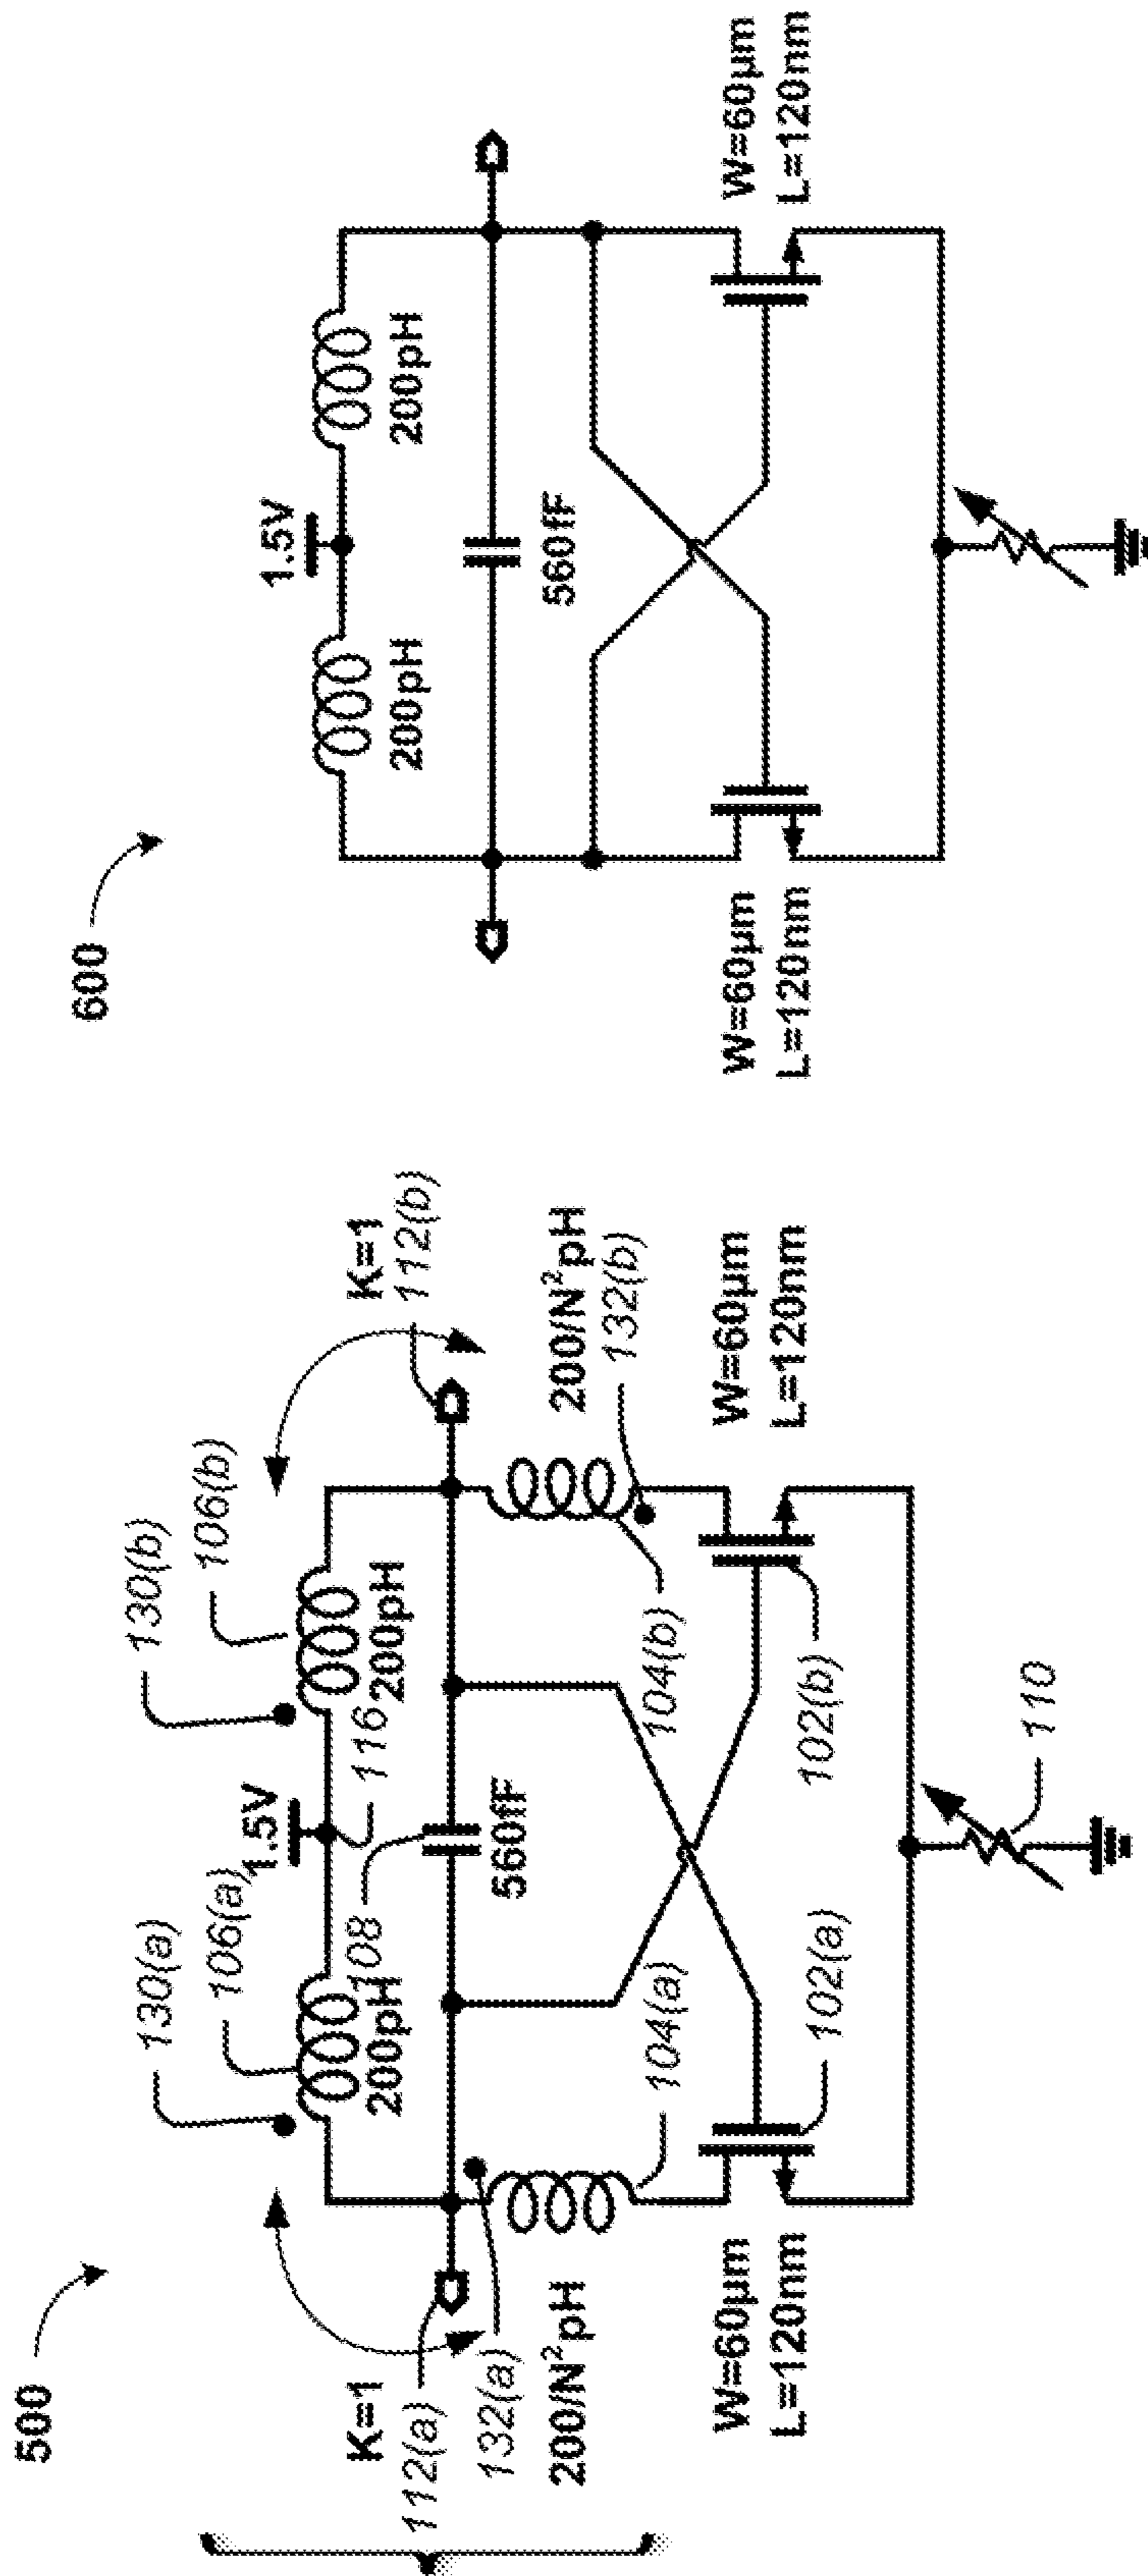 500
130(a)
106(a)
1.5V
130(b)
106(b)
K=1
K=1
112(a)
200pH
108
116
200pH
112(b)
132(a)
200/N²pH
560fF
200/N²pH
132(b)
104(a)
104(b)
W=60µm
L=120nm
102(a)
102(b)
W=60µm
L=120nm
110
600
1.5V
200pH
200pH
560fF
W=60µm
L=120nm
W=60µm
L=120nm